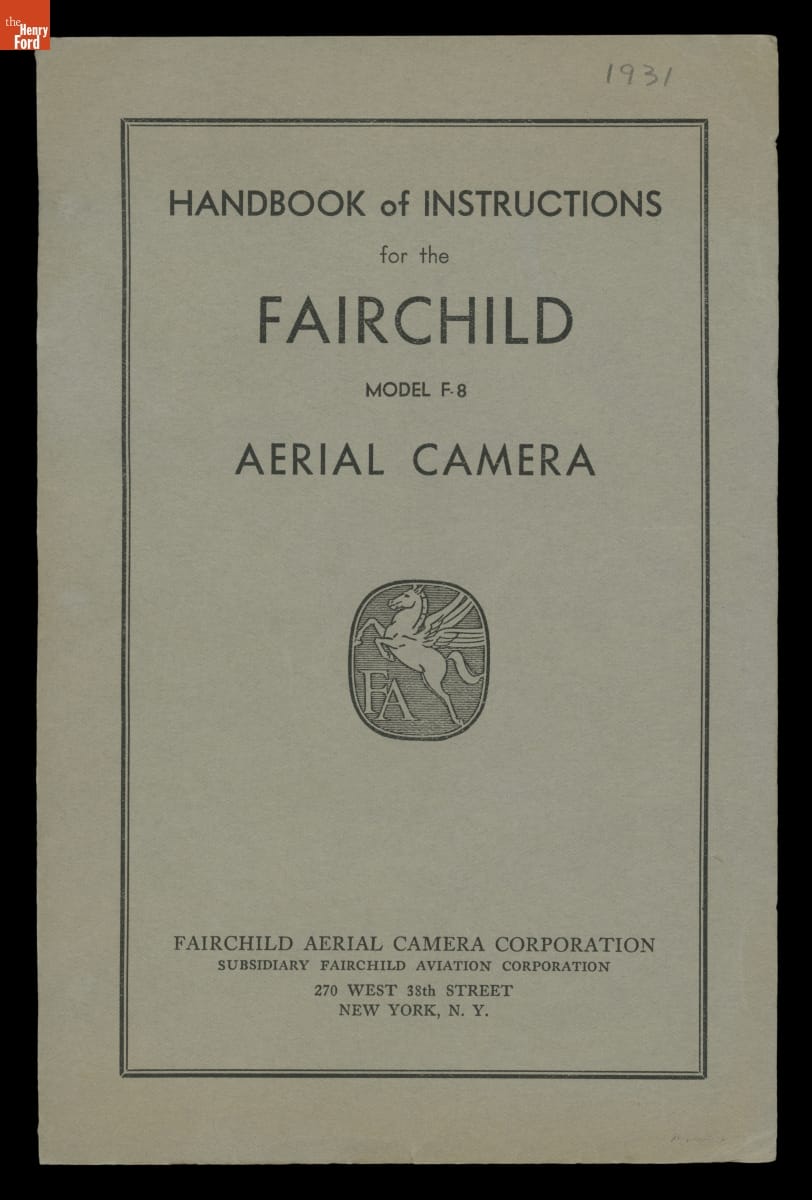 the
Henry
Ford
1931
HANDBOOK of INSTRUCTIONS
for the
FAIRCHILD
MODEL F-8
AERIAL CAMERA
FA
FAIRCHILD AERIAL CAMERA CORPORATION
SUBSIDIARY FAIRCHILD AVIATION CORPORATION
270 WEST 38th STREET
NEW YORK, N. Y.